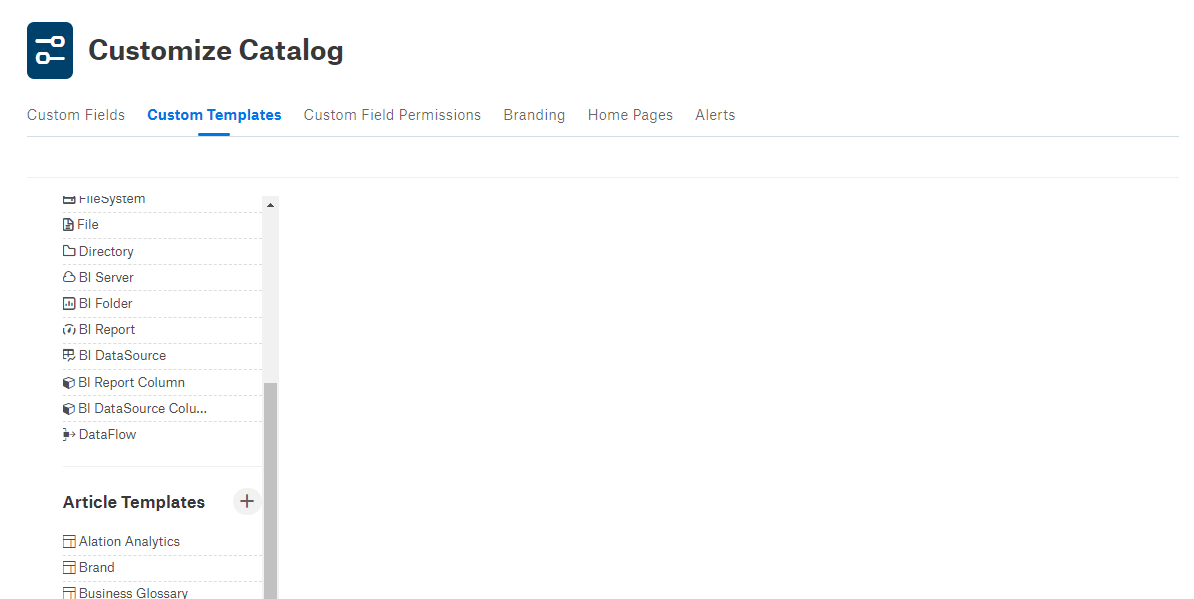 Customize Catalog
Custom Fields Custom Templates Custom Field Permissions Branding Home Pages Alerts
FileSystem
File
Directory
BI Server
BI Folder
BI Report
BI DataSource
BI Report Column
BI DataSource Colu...
DataFlow
Article Templates
Alation Analytics
Brand
Business Glossary